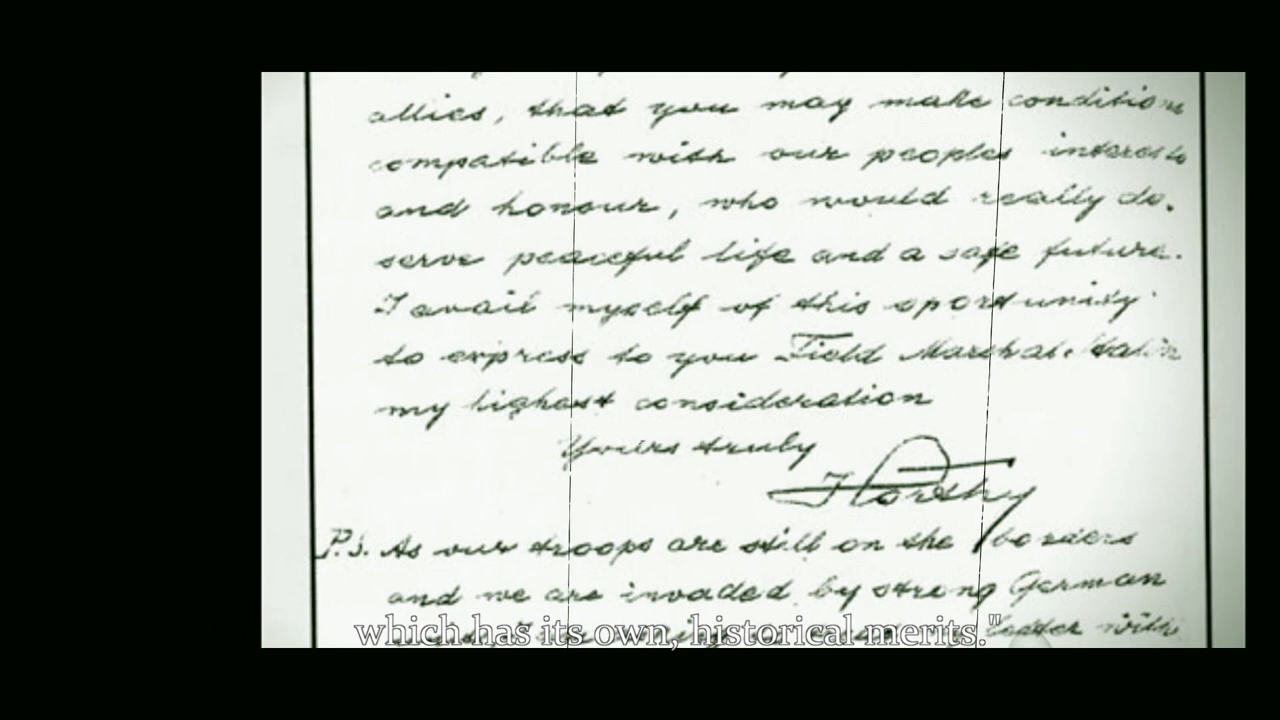 allies, that you may make conditions
compatible with our peoples interests
and honour, who would really de.
serve peaceful life and a safe future.
I avail myself of this oportunity
to express to you Field Marshal Stalin
my highest consideration
Yours truly
Horthy
P.S. As our troops are still on the borders
and we are invaded by strong German
letter with
which has its own, historical merits."